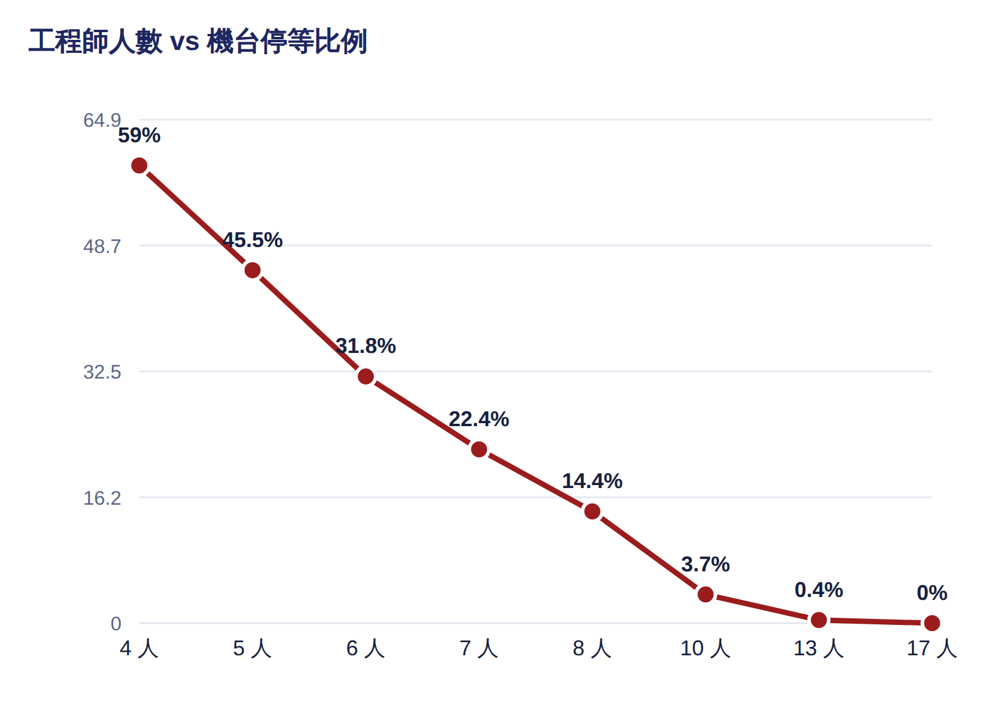 工程師人數 vs 機台停等比例
64.9
59%
45.5%
48.7
31.8%
32.5
22.4%
14.4%
16.2
3.7%
0.4%
0%
0
4 人
5 人
6 人
7 人
8 人
10 人
13 人
17 人